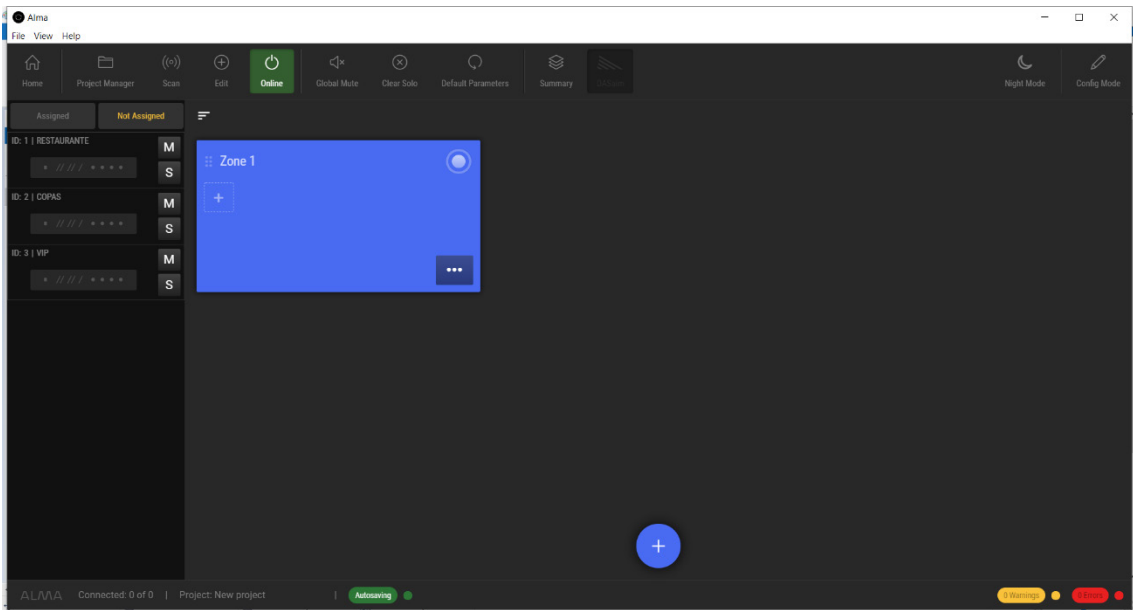 Alma
File View Help
Home Project Manager Scan Edit Online Global Mute Clear Solo Default Parameters Summary Night Mode Config Mode
Assigned Not Assigned
ID: 1 | RESTAURANTE
M
S
ID: 2 | COPAS
M
S
ID: 3 | VIP
M
S
Zone 1
ALMA Connected: 0 of 0 | Project: New project | Autosaving 0 Warnings 0 Errors